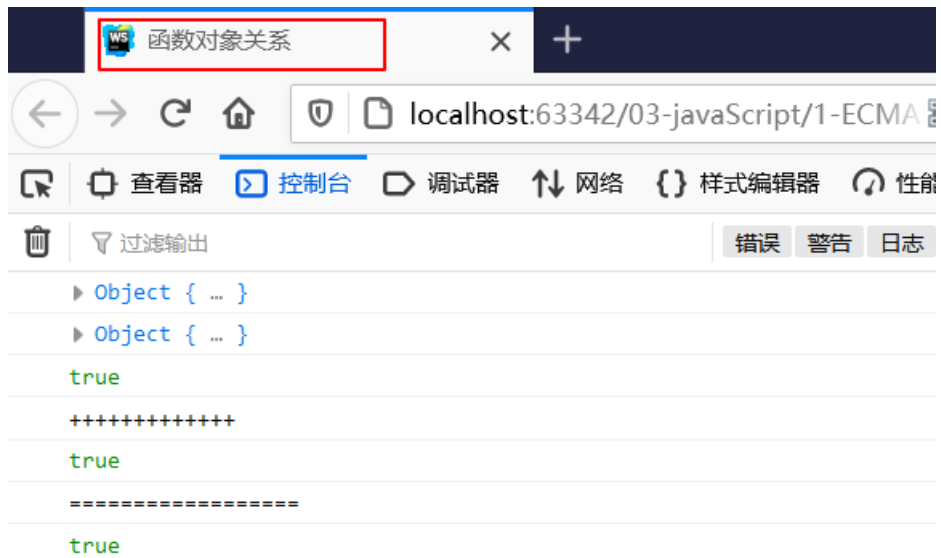 WS 函数对象关系
localhost:63342/03-javaScript/1-ECMA
查看器 控制台 调试器 网络 {} 样式编辑器 性能
过滤输出 错误 警告 日志
Object { … }
Object { … }
true
+++++++++++++
true
==================
true